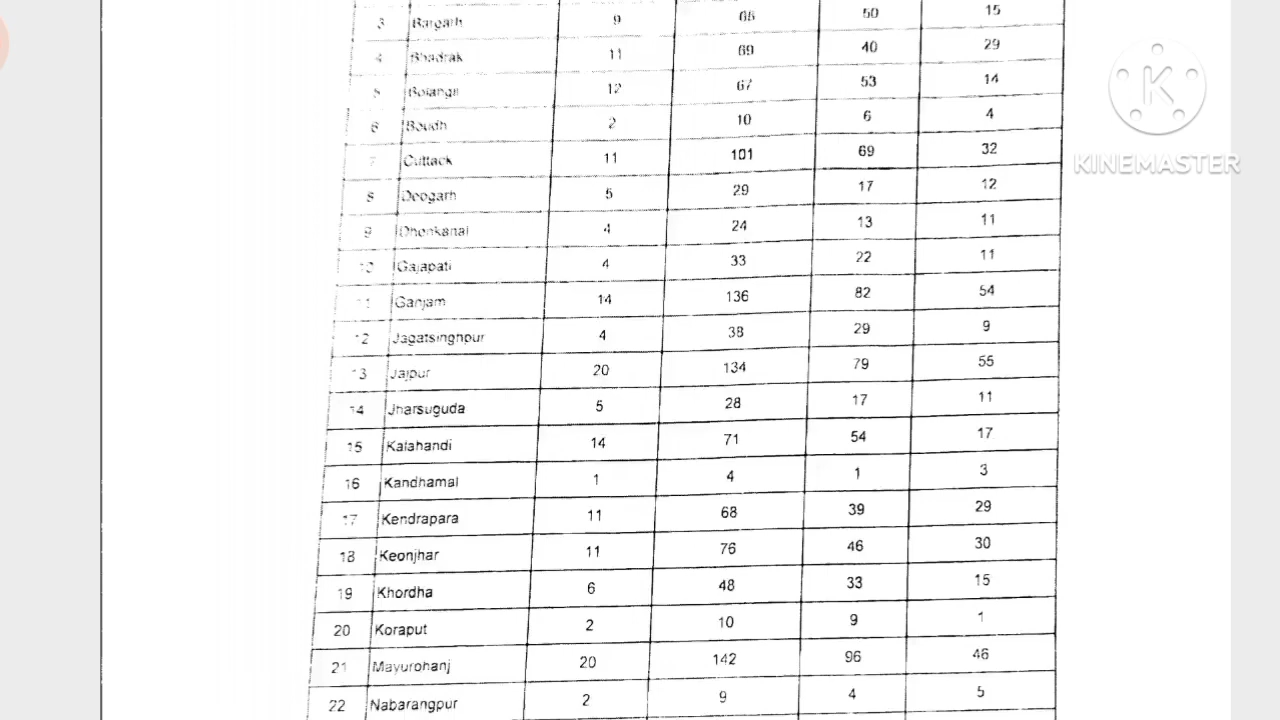 3 Bargarh 9 65 50 15
4 Bhadrak 11 69 40 29
5 Bolangir 12 67 53 14
6 Boudh 2 10 6 4
7 Cuttack 11 101 69 32
8 Deogarh 5 29 17 12
9 Dhenkanal 4 24 13 11
10 Gajapati 4 33 22 11
11 Ganjam 14 136 82 54
12 Jagatsinghpur 4 38 29 9
13 Jajpur 20 134 79 55
14 Jharsuguda 5 28 17 11
15 Kalahandi 14 71 54 17
16 Kandhamal 1 4 1 3
17 Kendrapara 11 68 39 29
18 Keonjhar 11 76 46 30
19 Khordha 6 48 33 15
20 Koraput 2 10 9 1
21 Mayurbhanj 20 142 96 46
22 Nabarangpur 2 9 4 5
K
KINEMASTER